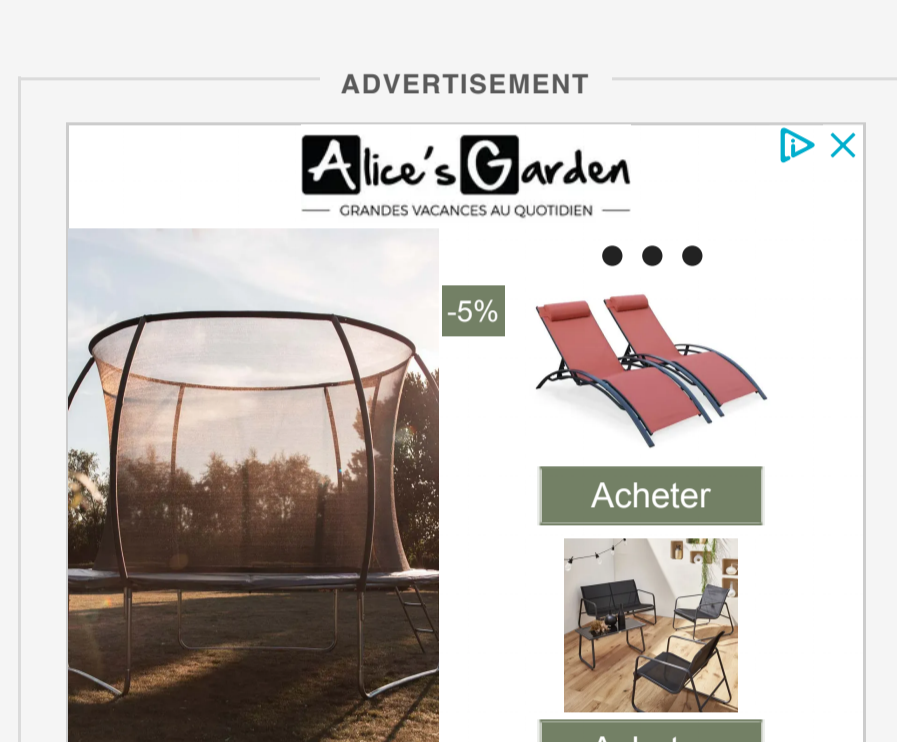 ADVERTISEMENT
Alice's Garden
GRANDES VACANCES AU QUOTIDIEN
-5%
Acheter